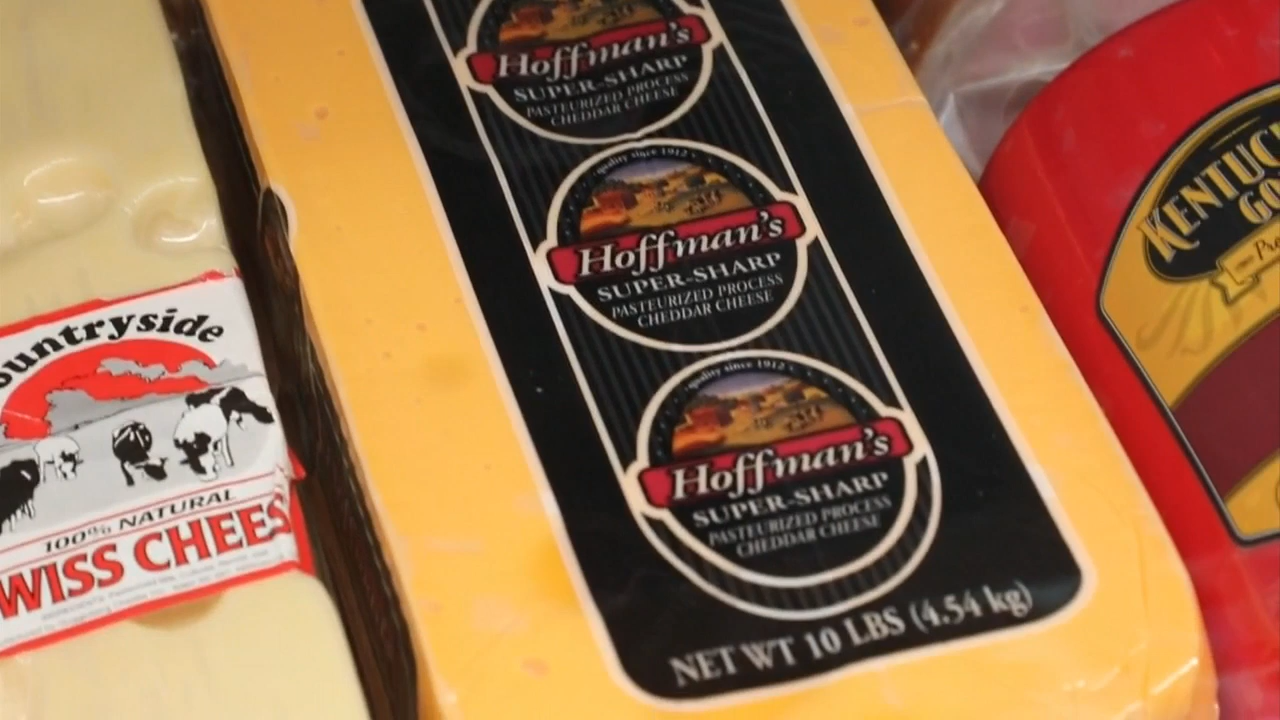 Hoffman's
SUPER-SHARP
PASTEURIZED PROCESS
CHEDDAR CHEESE
quality since 1912
Hoffman's
SUPER-SHARP
PASTEURIZED PROCESS
CHEDDAR CHEESE
quality since 1912
Hoffman's
SUPER-SHARP
PASTEURIZED PROCESS
CHEDDAR CHEESE
NET WT 10 LBS (4.54 kg)
ountryside
100% NATURAL
WISS CHEES
KENTUC
GO
Pre